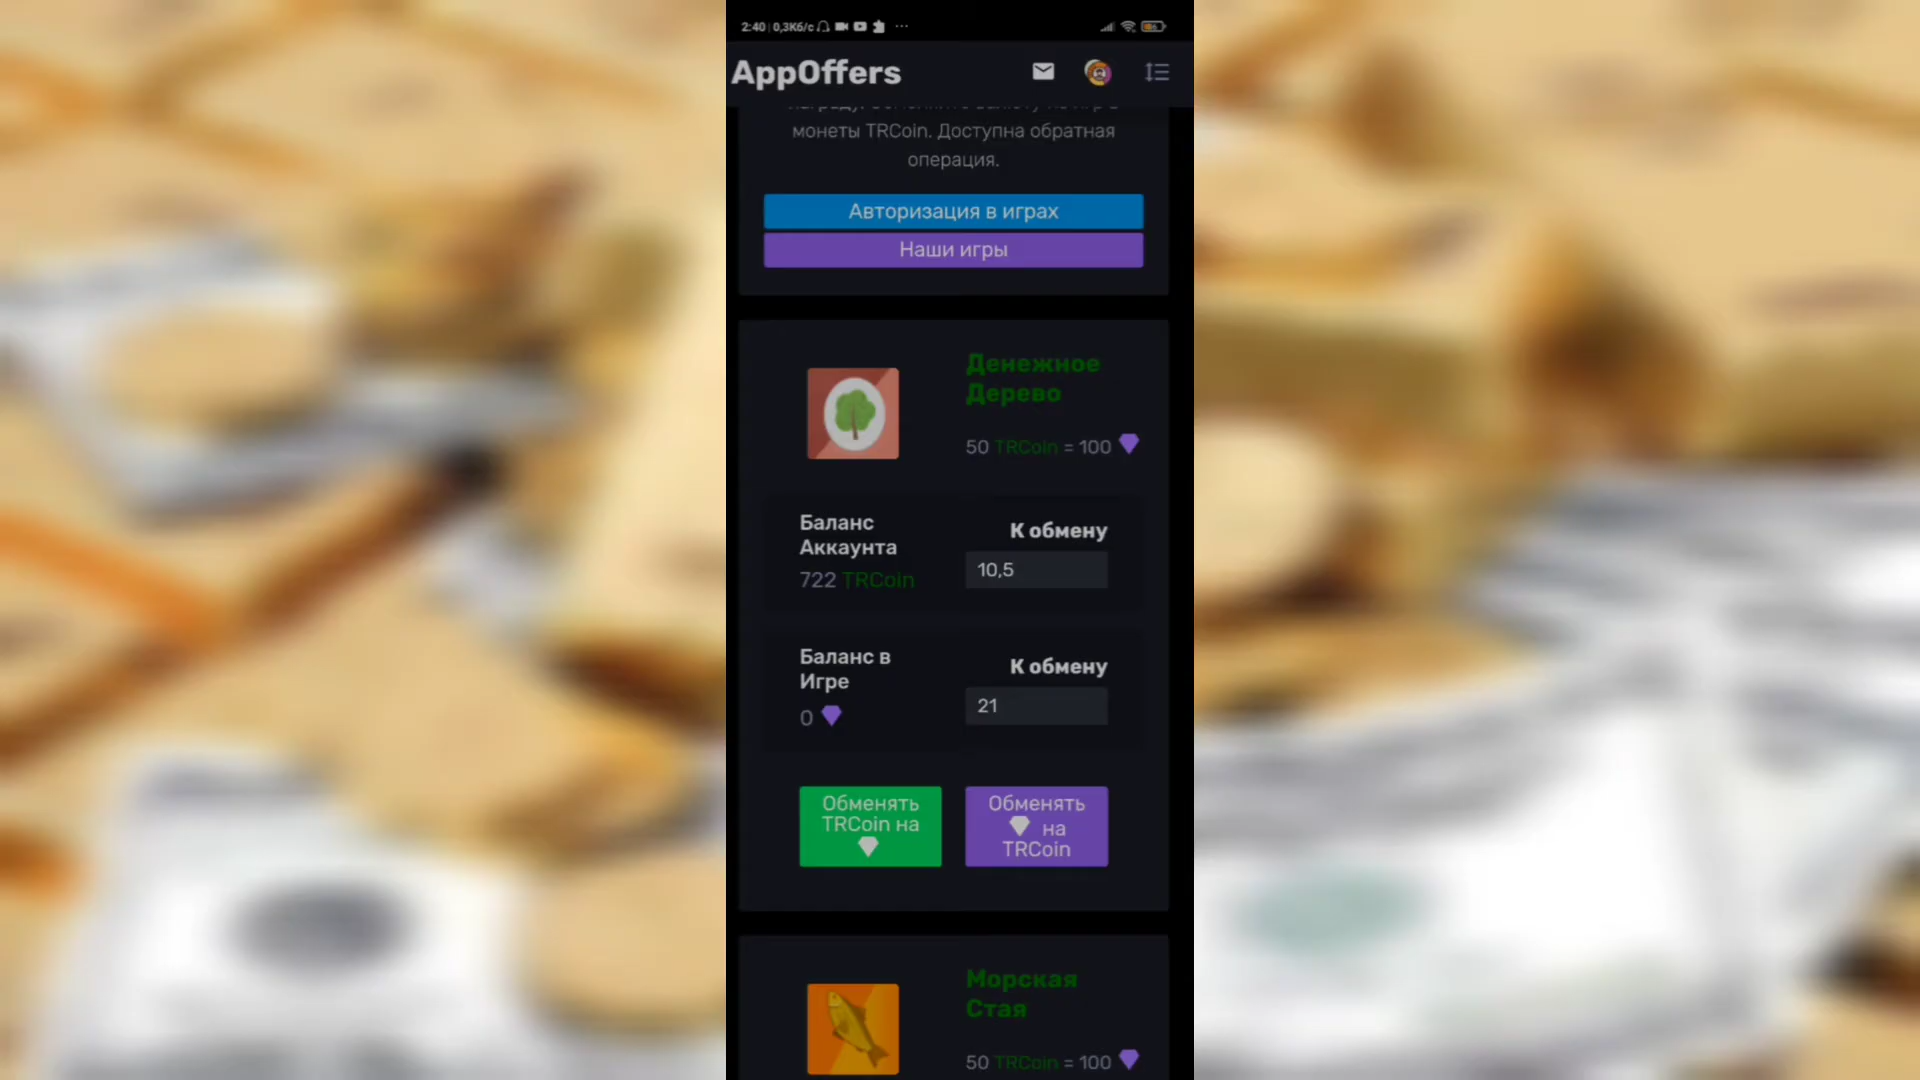 2:40 0,3Кб/с
AppOffers
монеты TRCoin. Доступна обратная
операция.
Авторизация в играх
Наши игры
Денежное
Дерево
50 TRCoin = 100
Баланс
Аккаунта
К обмену
722 TRCoin
10,5
Баланс в
Игре
К обмену
0
21
Обменять
TRCoin на
Обменять
на
TRCoin
Морская
Стая
50 TRCoin = 100